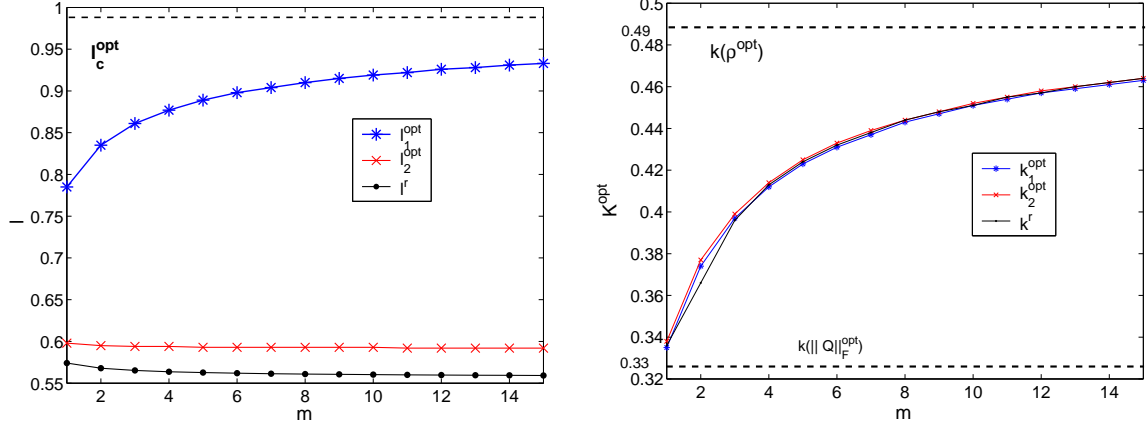 1
0.95
0.9
0.85
0.8
0.75
0.7
0.65
0.6
0.55
I
I_c^opt
I_1^opt
I_2^opt
I^r
2 4 6 8 10 12 14
m
0.5
0.49
0.48
0.46
0.44
0.42
0.4
0.38
0.36
0.34
0.33
0.32
K^opt
k(ρ^opt)
k_1^opt
k_2^opt
k^r
k(|| Q||_F^opt)
2 4 6 8 10 12 14
m